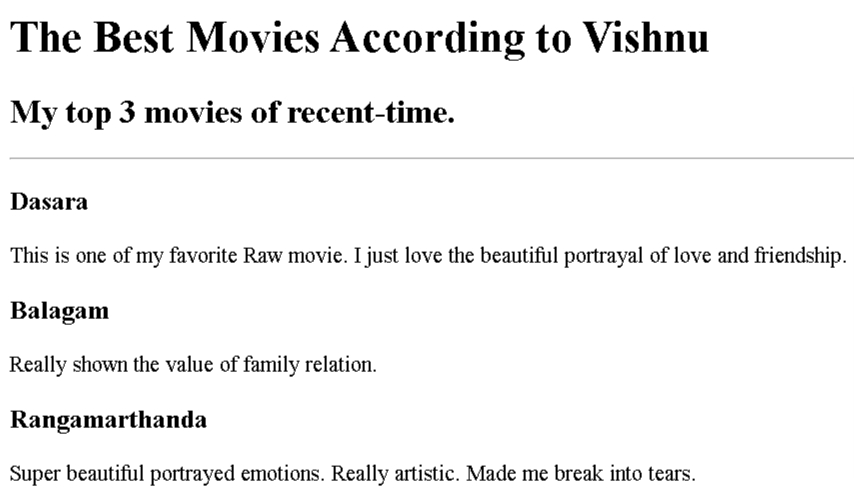 The Best Movies According to Vishnu
My top 3 movies of recent-time.
Dasara
This is one of my favorite Raw movie. I just love the beautiful portrayal of love and friendship.
Balagam
Really shown the value of family relation.
Rangamarthanda
Super beautiful portrayed emotions. Really artistic. Made me break into tears.